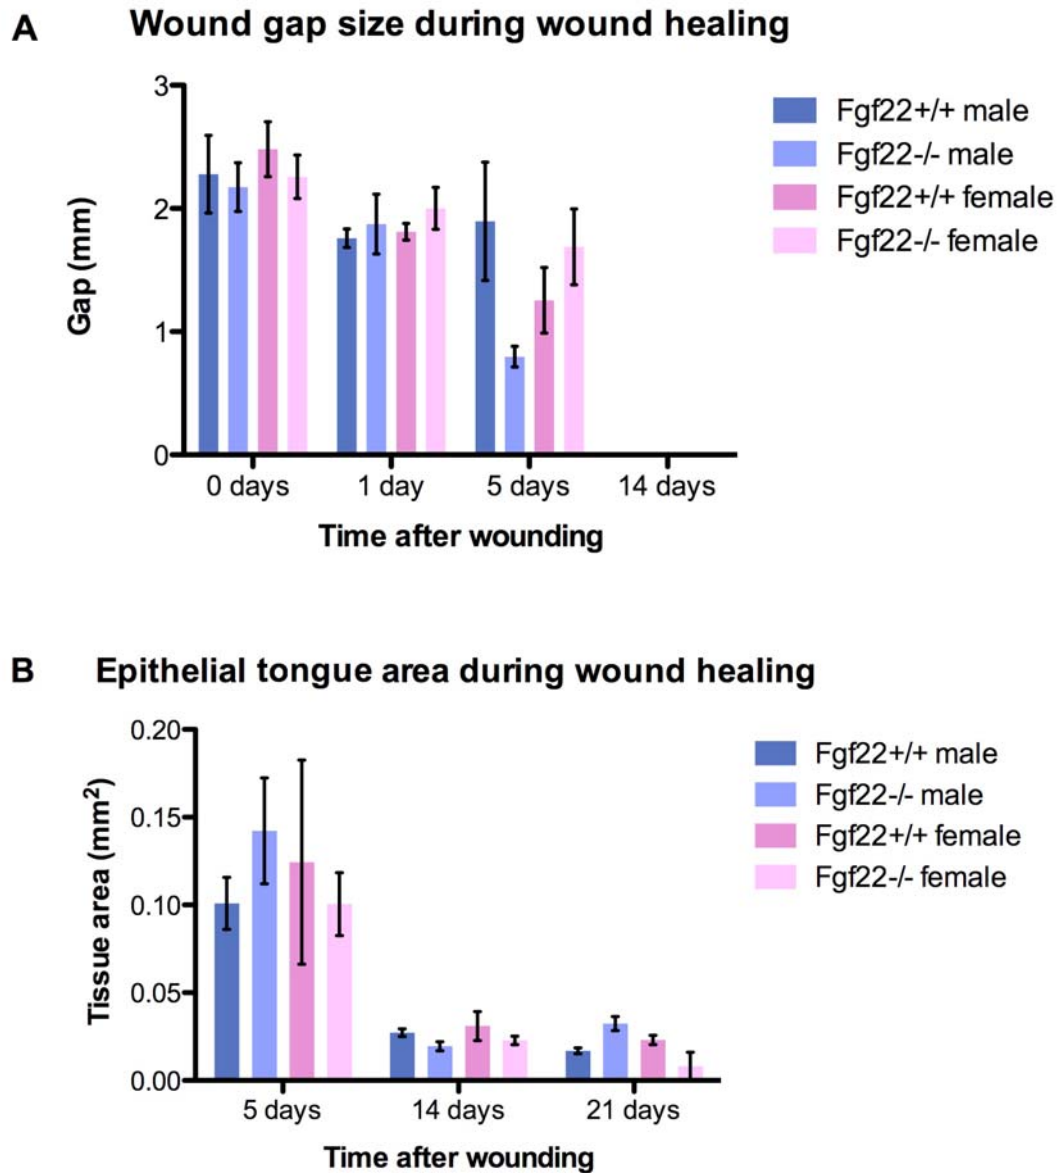 A
Wound gap size during wound healing
3
2
1
0
Gap (mm)
0 days
1 day
5 days
14 days
Time after wounding
Fgf22+/+ male
Fgf22-/- male
Fgf22+/+ female
Fgf22-/- female
B
Epithelial tongue area during wound healing
0.20
0.15
0.10
0.05
0.00
Tissue area (mm²)
5 days
14 days
21 days
Time after wounding
Fgf22+/+ male
Fgf22-/- male
Fgf22+/+ female
Fgf22-/- female